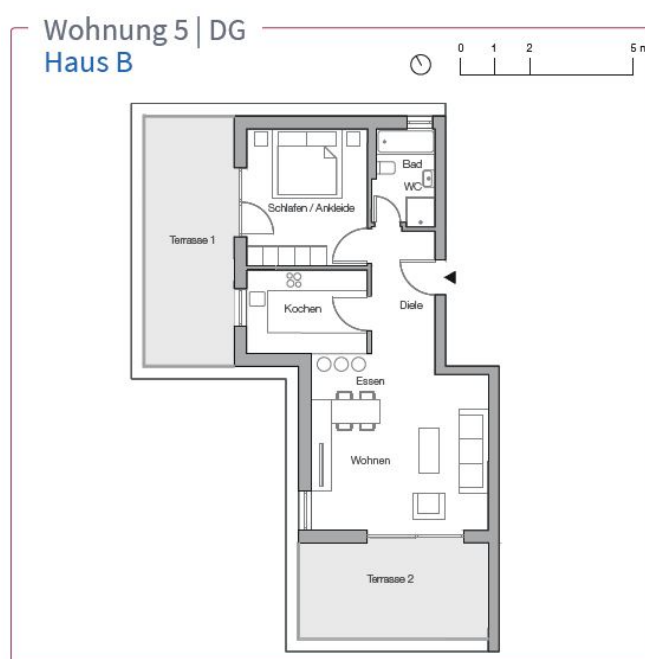 Wohnung 5 | DG
Haus B
0 1 2 5 m
Bad
WC
Schlafen / Ankleide
Terrasse 1
Kochen
Diele
Essen
Wohnen
Terrasse 2